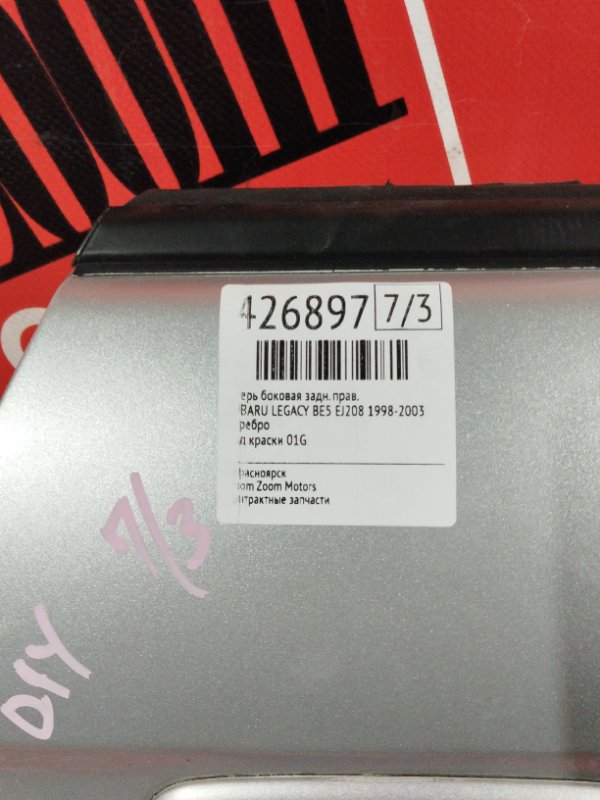 426897 7/3
ерь боковая задн. прав.
BARU LEGACY BE5 EJ208 1998-2003
ребро
д краски 01G
расноярск
om Zoom Motors
нтрактные запчасти
7/3